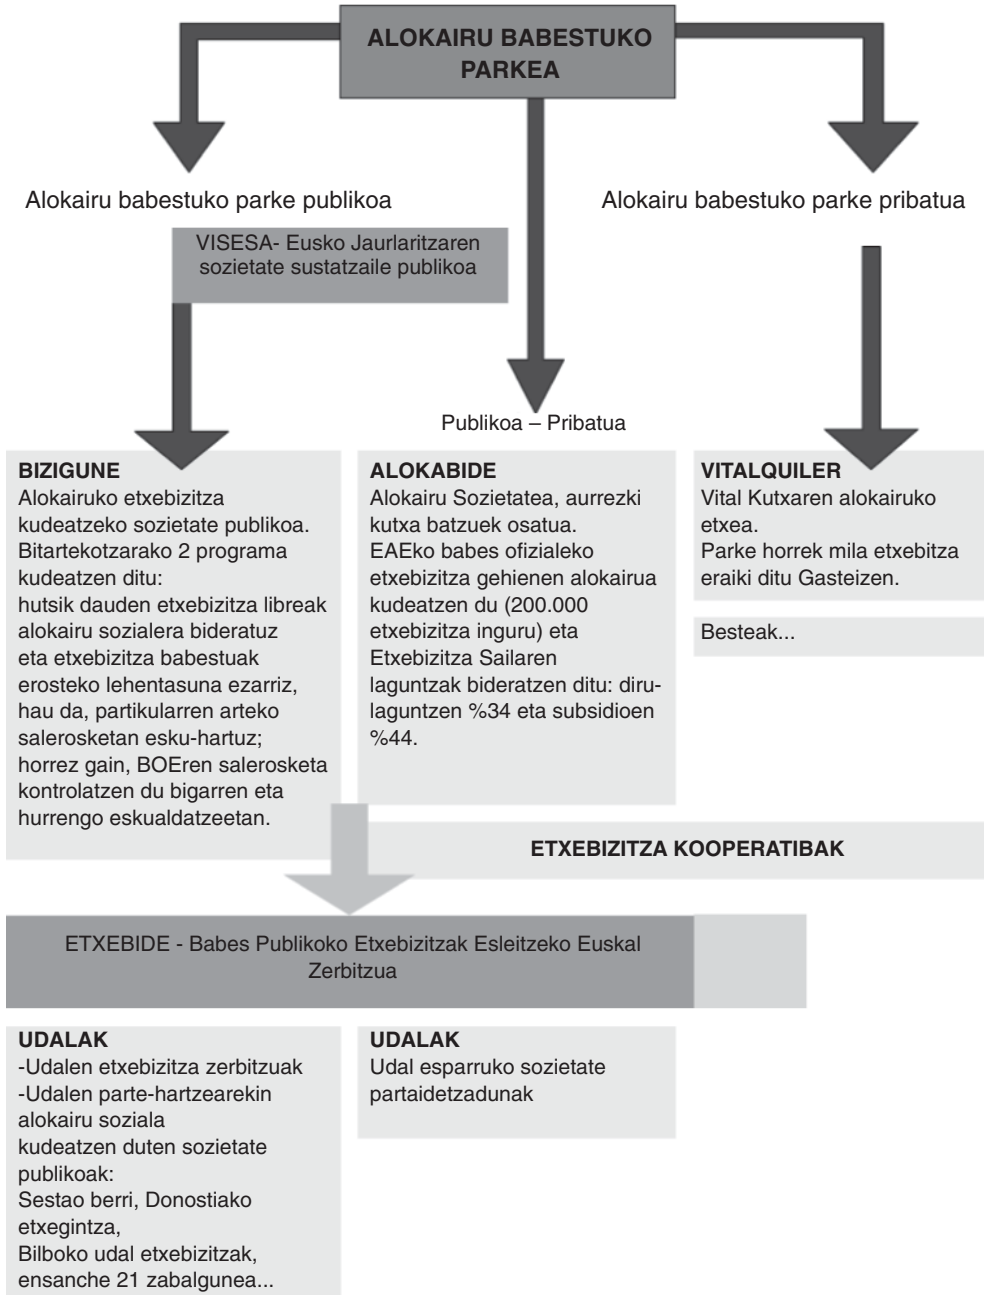 ALOKAIRU BABESTUKO
PARKEA
Alokairu babestuko parke publikoa
Alokairu babestuko parke pribatua
VISESA- Eusko Jaurlaritzaren
sozietate sustatzaile publikoa
Publikoa – Pribatua
BIZIGUNE
Alokairuko etxebizitza
kudeatzeko sozietate publikoa.
Bitartekotzarako 2 programa
kudeatzen ditu:
hutsik dauden etxebizitza libreak
alokairu sozialera bideratuz
eta etxebizitza babestuak
erosteko lehentasuna ezarriz,
hau da, partikularren arteko
salerosketan esku-hartuz;
horrez gain, BOEren salerosketa
kontrolatzen du bigarren eta
hurrengo eskualdatzeetan.
ALOKABIDE
Alokairu Sozietatea, aurrezki
kutxa batzuek osatua.
EAEko babes ofizialeko
etxebizitza gehienen alokairua
kudeatzen du (200.000
etxebizitza inguru) eta
Etxebizitza Sailaren
laguntzak bideratzen ditu: diru-
laguntzen %34 eta subsidioen
%44.
VITALQUILER
Vital Kutxaren alokairuko
etxea.
Parke horrek mila etxebitza
eraiki ditu Gasteizen.
Besteak...
ETXEBIZITZA KOOPERATIBAK
ETXEBIDE - Babes Publikoko Etxebizitzak Esleitzeko Euskal
Zerbitzua
UDALAK
-Udalen etxebizitza zerbitzuak
-Udalen parte-hartzearekin
alokairu soziala
kudeatzen duten sozietate
publikoak:
Sestao berri, Donostiako
etxegintza,
Bilboko udal etxebizitzak,
ensanche 21 zabalgunea...
UDALAK
Udal esparruko sozietate
partaidetzadunak